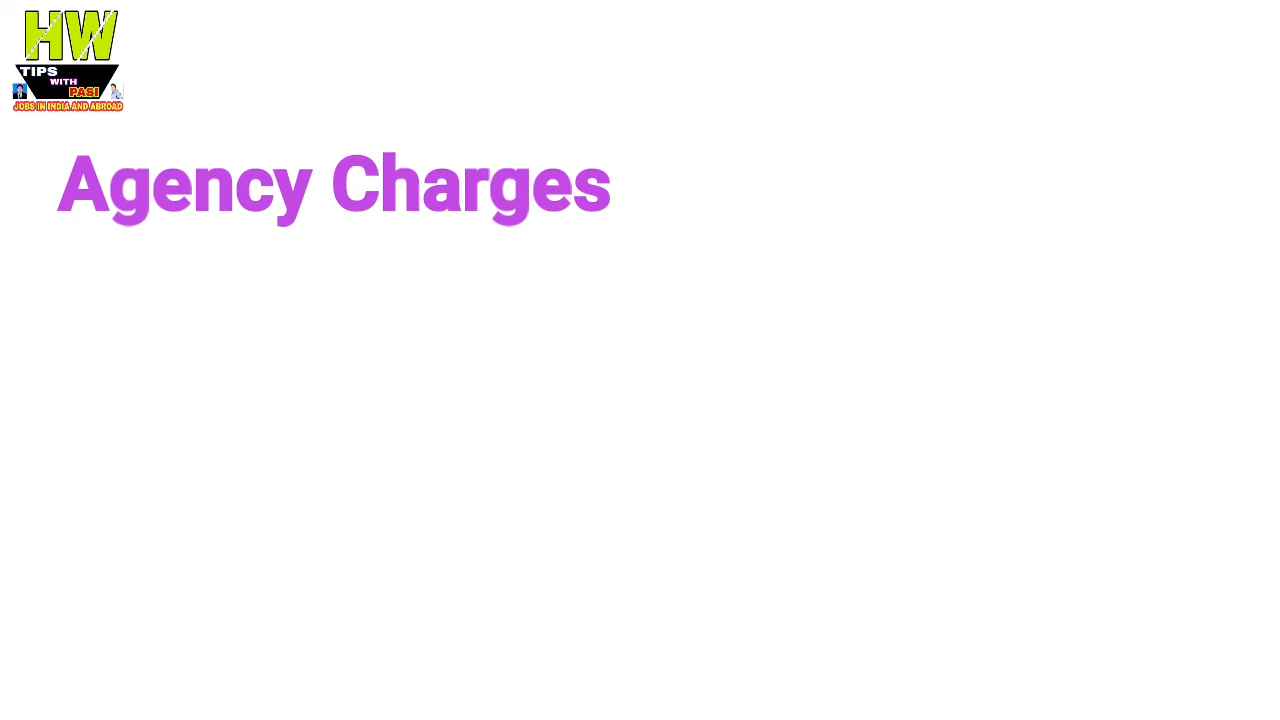 HW
TIPS
WITH
PASI
JOBS IN INDIA AND ABROAD
Agency Charges